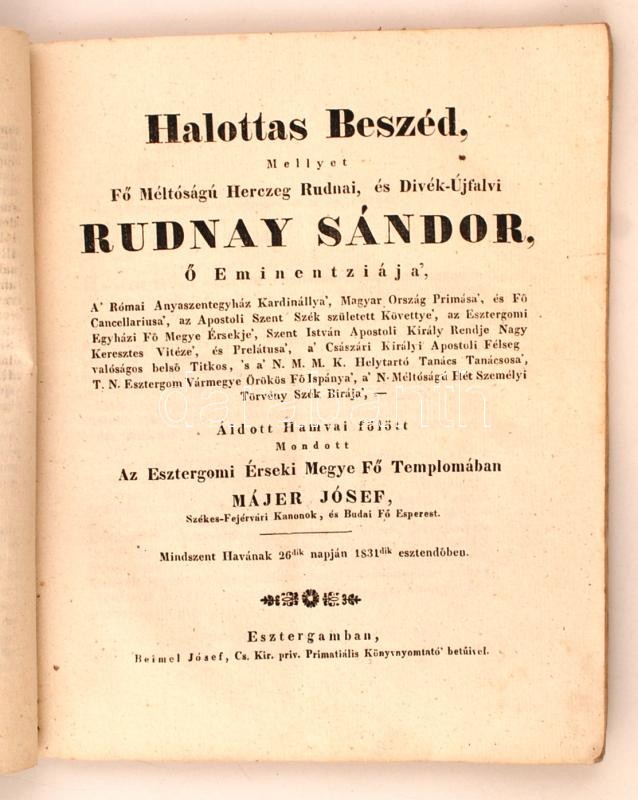 Halottas Beszéd,
Mellyet
Fő Méltóságú Herczeg Rudnai, és Divék-Újfalvi
RUDNAY SÁNDOR,
ő Eminentziája',
A' Római Anyaszentegyház Kardinállya', Magyar Ország Primása', és Fő
Cancellariusa', az Apostoli Szent Szék született Követtye', az Esztergomi
Egyházi Fő Megye Érsekje', Szent István Apostoli Király Rendje Nagy
Keresztes Vitéze', és Prelátusa', a' Császári Királyi Apostoli Félség
valóságos belső Titkos, 's a' N. M. M. K. Helytartó Tanács Tanácsosa',
T. N. Esztergom Vármegye Örökös Fő Ispánya', a' N. Méltóságú Hét Személyi
Törvény Szék Birája', —
Áldott Hamvai fölött
Mondott
Az Esztergomi Érseki Megye Fő Templomában
MÁJER JÓSEF,
Székes-Fejérvári Kanonok, és Budai Fő Esperest.
Mindszent Havának 26dik napján 1831dik esztendőben.
Esztergamban,
Beimel Jósef, Cs. Kir. priv. Primatiális Könyvnyomtató' betűivel.